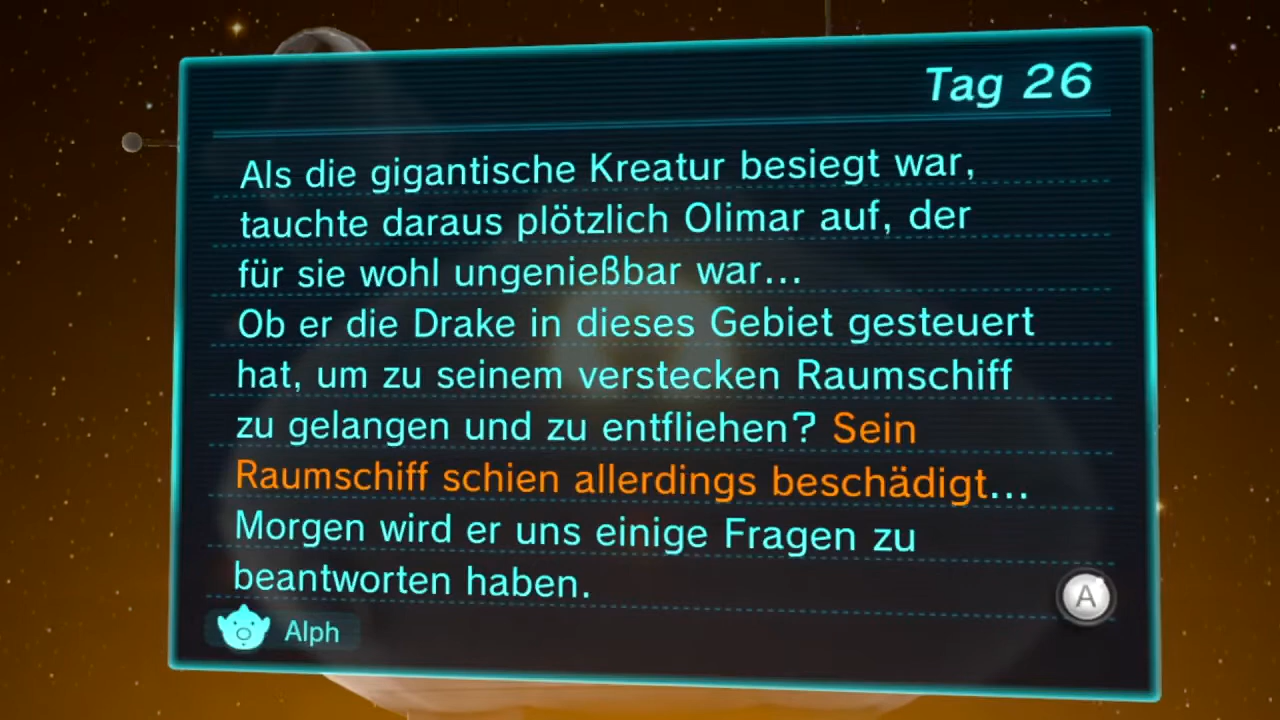 Tag 26
Als die gigantische Kreatur besiegt war,
tauchte daraus plötzlich Olimar auf, der
für sie wohl ungenießbar war...
Ob er die Drake in dieses Gebiet gesteuert
hat, um zu seinem verstecken Raumschiff
zu gelangen und zu entfliehen? Sein
Raumschiff schien allerdings beschädigt...
Morgen wird er uns einige Fragen zu
beantworten haben.
A
Alph